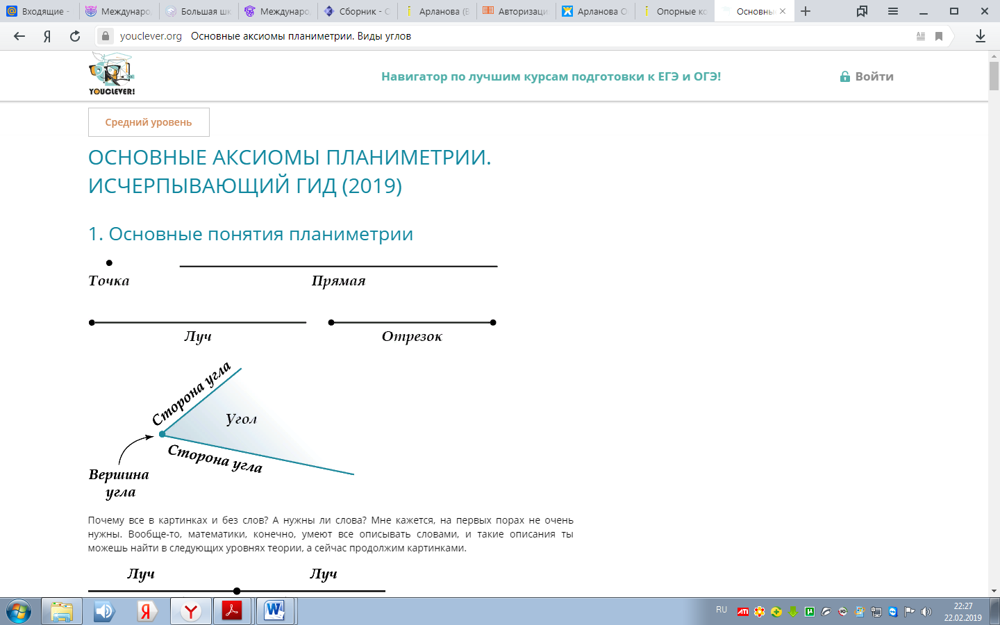 Входящие -
Междунаро
Большая шк
Междунаро
Сборник - С
Арланова (В
Авторизаци
Арланова О
Опорные ко
Основны
youclever.org Основные аксиомы планиметрии. Виды углов
YOUCLEVER!
Навигатор по лучшим курсам подготовки к ЕГЭ и ОГЭ!
Войти
Средний уровень
ОСНОВНЫЕ АКСИОМЫ ПЛАНИМЕТРИИ.
ИСЧЕРПЫВАЮЩИЙ ГИД (2019)
1. Основные понятия планиметрии
Точка
Прямая
Луч
Отрезок
Сторона угла
Угол
Сторона угла
Вершина
угла
Почему все в картинках и без слов? А нужны ли слова? Мне кажется, на первых порах не очень
нужны. Вообще-то, математики, конечно, умеют все описывать словами, и такие описания ты
можешь найти в следующих уровнях теории, а сейчас продолжим картинками.
Луч
Луч
RU
ATI
22:27
22.02.2019